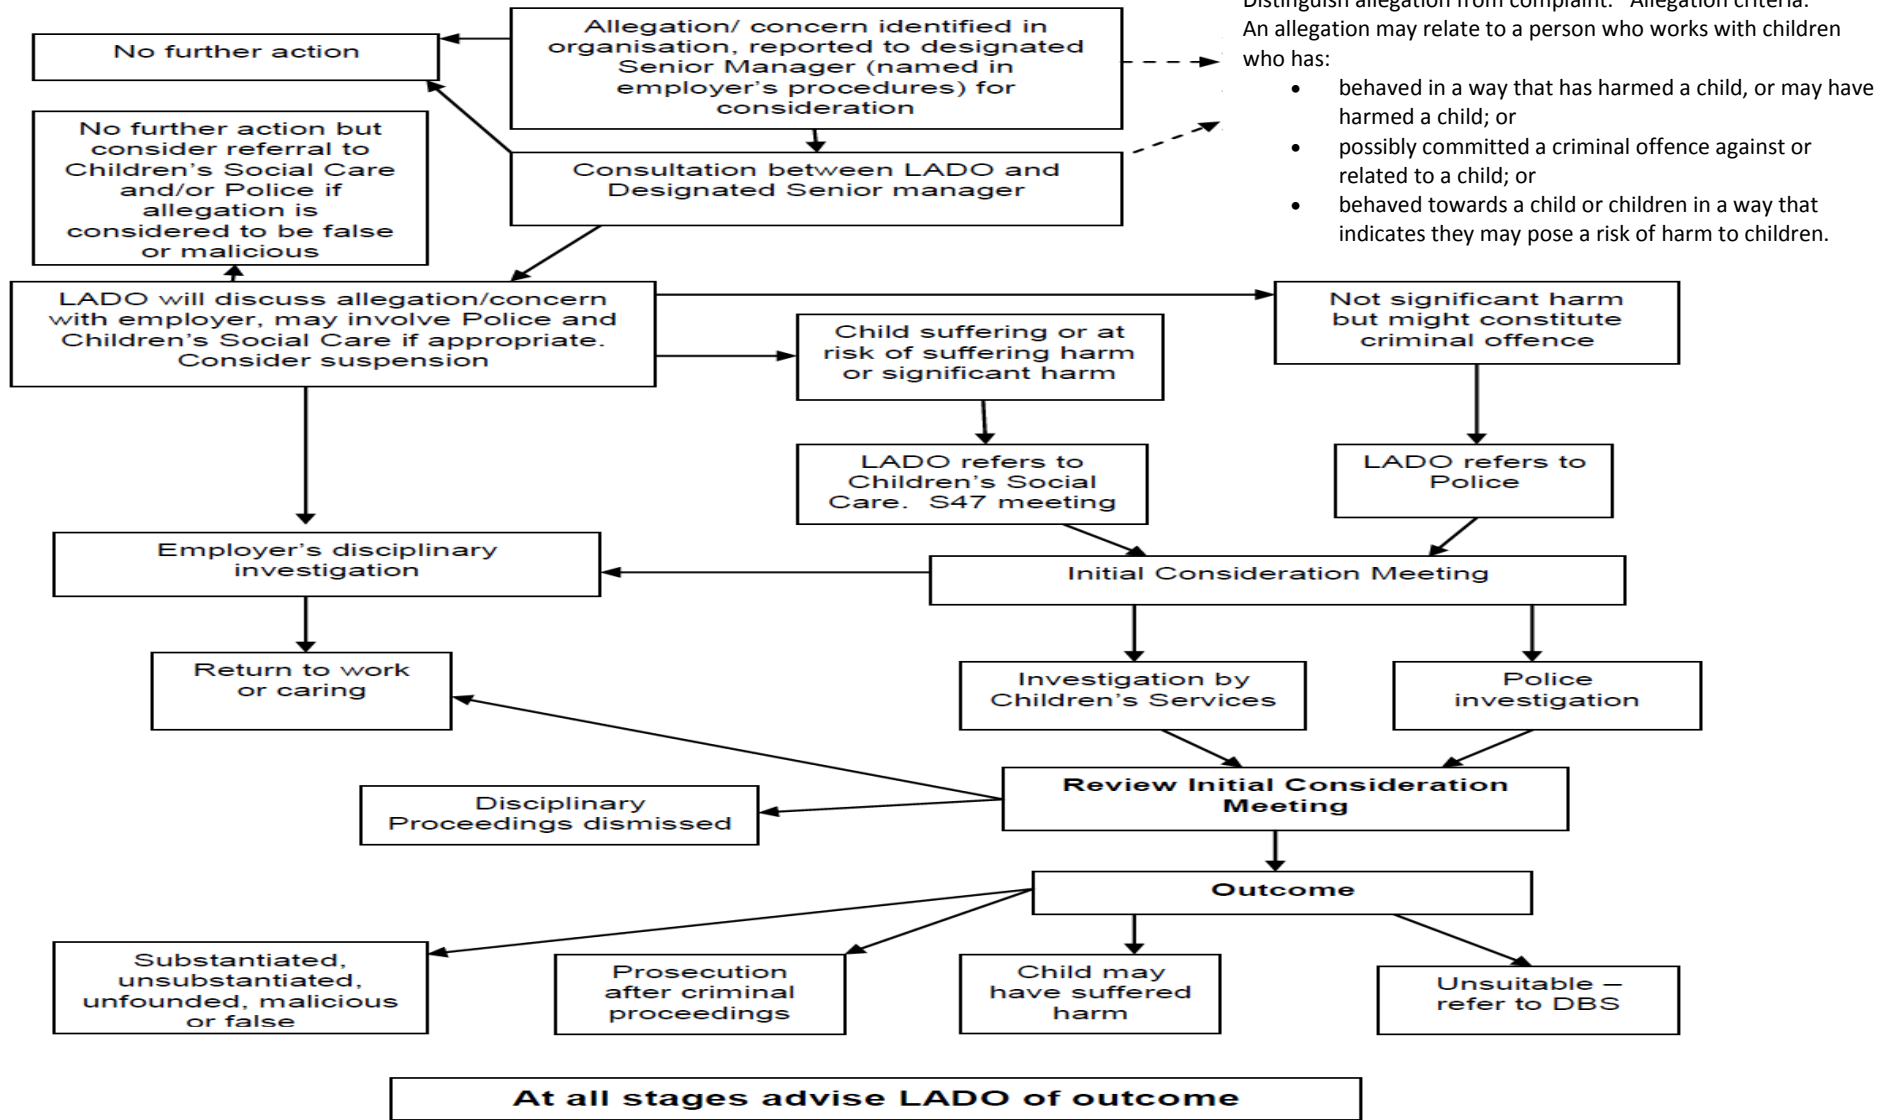 Distinguish allegation from complaint. Allegation criteria.
An allegation may relate to a person who works with children
who has:
• behaved in a way that has harmed a child, or may have
harmed a child; or
• possibly committed a criminal offence against or
related to a child; or
• behaved towards a child or children in a way that
indicates they may pose a risk of harm to children.
Allegation/ concern identified in
organisation, reported to designated
Senior Manager (named in
employer's procedures) for
consideration
No further action
No further action but
consider referral to
Children's Social Care
and/or Police if
allegation is
considered to be false
or malicious
Consultation between LADO and
Designated Senior manager
LADO will discuss allegation/concern
with employer, may involve Police and
Children's Social Care if appropriate.
Consider suspension
Child suffering or at
risk of suffering harm
or significant harm
Not significant harm
but might constitute
criminal offence
LADO refers to
Children's Social
Care. S47 meeting
LADO refers to
Police
Employer's disciplinary
investigation
Initial Consideration Meeting
Return to work
or caring
Investigation by
Children's Services
Police
investigation
Disciplinary
Proceedings dismissed
Review Initial Consideration
Meeting
Outcome
Substantiated,
unsubstantiated,
unfounded, malicious
or false
Prosecution
after criminal
proceedings
Child may
have suffered
harm
Unsuitable –
refer to DBS
At all stages advise LADO of outcome